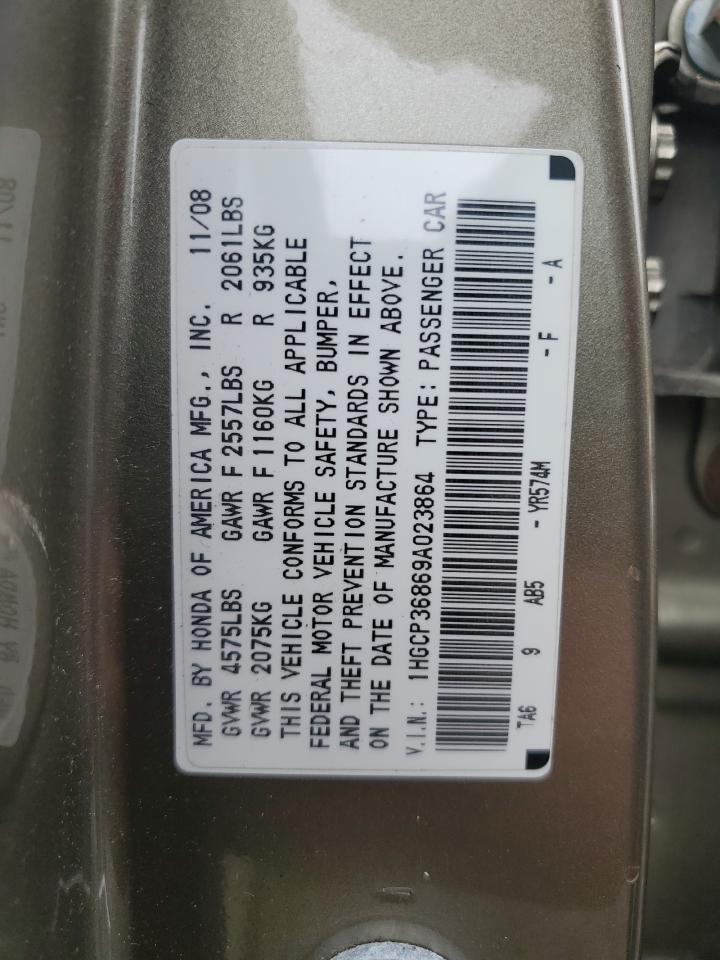 MFD. BY HONDA OF AMERICA MFG., INC. 11/08
GVWR 4575LBS GAWR F 2557LBS R 2061LBS
GVWR 2075KG GAWR F 1160KG R 935KG
THIS VEHICLE CONFORMS TO ALL APPLICABLE
FEDERAL MOTOR VEHICLE SAFETY, BUMPER,
AND THEFT PREVENTION STANDARDS IN EFFECT
ON THE DATE OF MANUFACTURE SHOWN ABOVE.
V.I.N.: 1HGCP36869A023864 TYPE: PASSENGER CAR
TA6 9 AB5 - YR574M - F - A